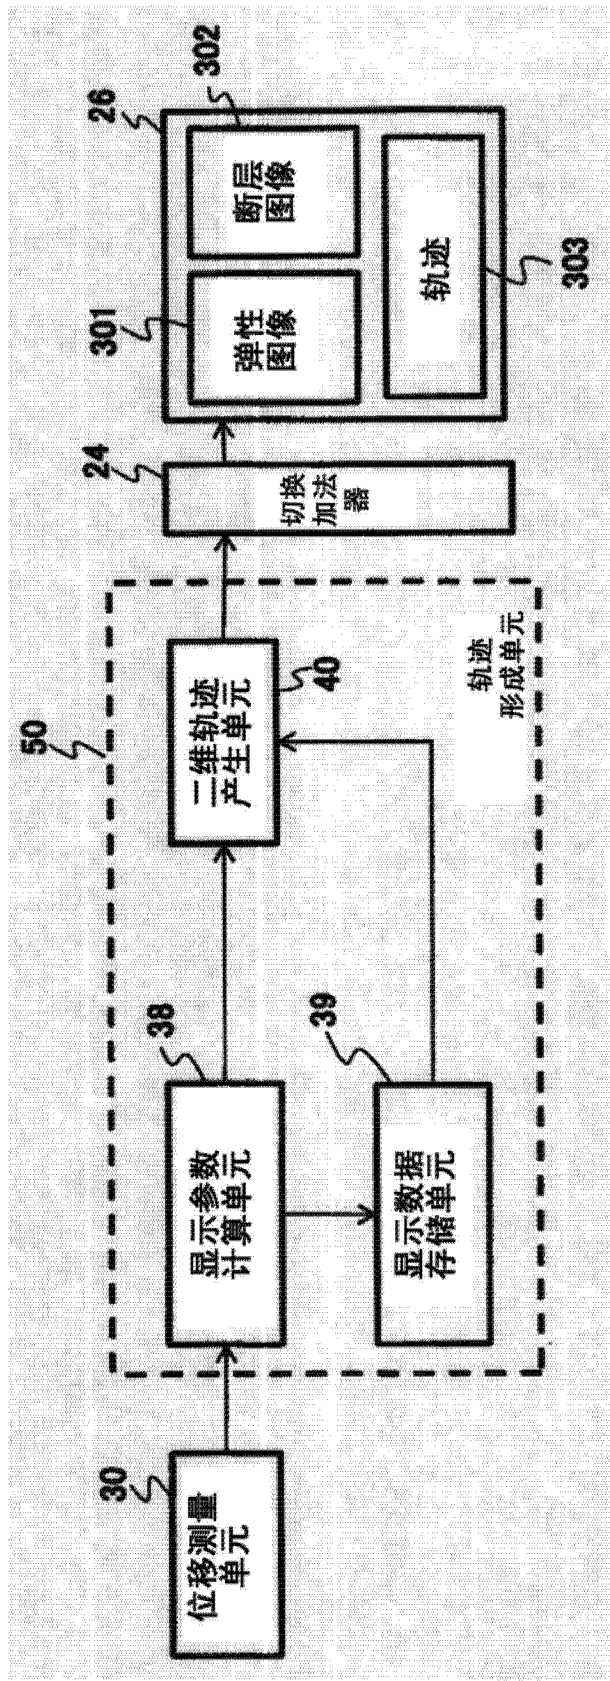 50
30
位移测量
单元
38
显示参数
计算单元
39
显示数据
存储单元
二维轨迹
产生单元
40
轨迹
形成单元
24
切换
加法
器
26
301
弹性
图像
302
断层
图像
轨迹
303